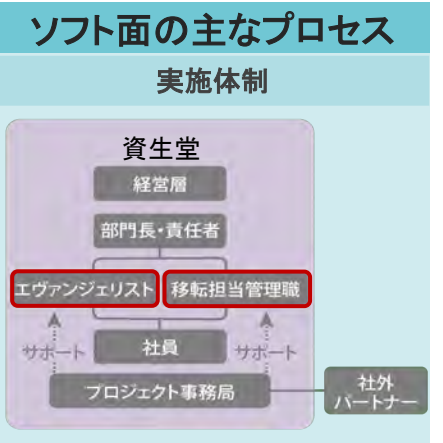 ソフト面の主なプロセス
実施体制
資生堂
経営層
部門長・責任者
エヴァンジェリスト
移転担当管理職
社員
サポート
サポート
プロジェクト事務局
社外
パートナー